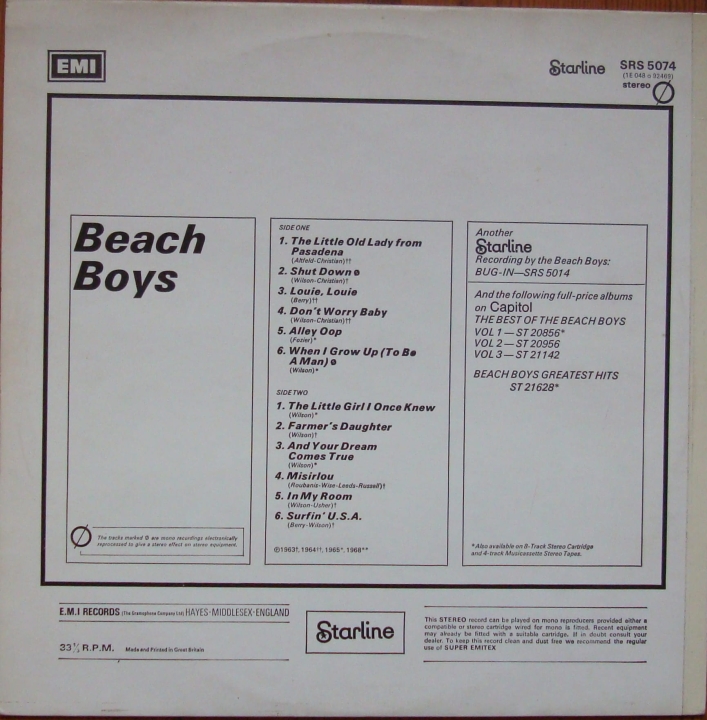 EMI
Starline
SRS 5074
stereo
Beach
Boys
The tracks marked Ø are mono recordings electronically
reprocessed to give a stereo effect on stereo equipment.
SIDE ONE
1. The Little Old Lady from
Pasadena
(Altfeld-Christian)††
2. Shut Down ø
(Wilson-Christian)†
3. Louie, Louie
(Berry)††
4. Don't Worry Baby
(Wilson-Christian)††
5. Alley Oop
(Frazier)*
6. When I Grow Up (To Be
A Man) ø
(Wilson)*
SIDE TWO
1. The Little Girl I Once Knew
(Wilson)*
2. Farmer's Daughter
(Wilson)†
3. And Your Dream
Comes True
(Wilson)*
4. Misirlou
(Roubanis-Wise-Leeds-Russell)†
5. In My Room
(Wilson-Usher)†
6. Surfin' U.S.A.
(Berry-Wilson)†
℗1963†, 1964††, 1965*, 1966**
Another
Starline
Recording by the Beach Boys:
BUG-IN—SRS 5014
And the following full-price albums
on Capitol
THE BEST OF THE BEACH BOYS
VOL 1 — ST 20856*
VOL 2 — ST 20956
VOL 3 — ST 21142
BEACH BOYS GREATEST HITS
ST 21628*
*Also available on 8-Track Stereo Cartridge
and 4-track Musicassette Stereo Tapes.
E.M.I RECORDS (The Gramophone Company Ltd) HAYES • MIDDLESEX • ENGLAND
33⅓ R.P.M. Made and Printed in Great Britain
Starline
This STEREO record can be played on mono reproducers provided either a
compatible or stereo cartridge wired for mono is fitted. Recent equipment
may already be fitted with a suitable cartridge. If in doubt consult your
dealer. To keep this record clean and dust free we recommend the regular
use of SUPER EMITEX